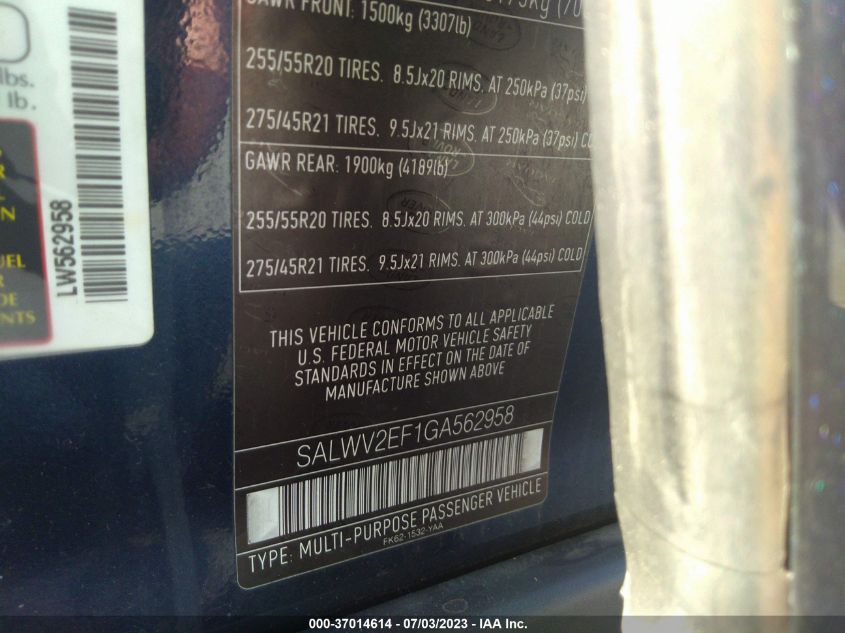 lbs.
lb.
LW562958
GAWR FRONT: 1500kg (3307lb)
255/55R20 TIRES. 8.5Jx20 RIMS. AT 250kPa (37psi)
275/45R21 TIRES. 9.5Jx21 RIMS. AT 250kPa (37psi) CO
GAWR REAR: 1900kg (4189lb)
255/55R20 TIRES. 8.5Jx20 RIMS. AT 300kPa (44psi) COLD
275/45R21 TIRES. 9.5Jx21 RIMS. AT 300kPa (44psi) COLD
THIS VEHICLE CONFORMS TO ALL APPLICABLE
U.S. FEDERAL MOTOR VEHICLE SAFETY
STANDARDS IN EFFECT ON THE DATE OF
MANUFACTURE SHOWN ABOVE
SALWV2EF1GA562958
TYPE: MULTI-PURPOSE PASSENGER VEHICLE
FK62-1532-YAA
000-37014614 - 07/03/2023 - IAA Inc.